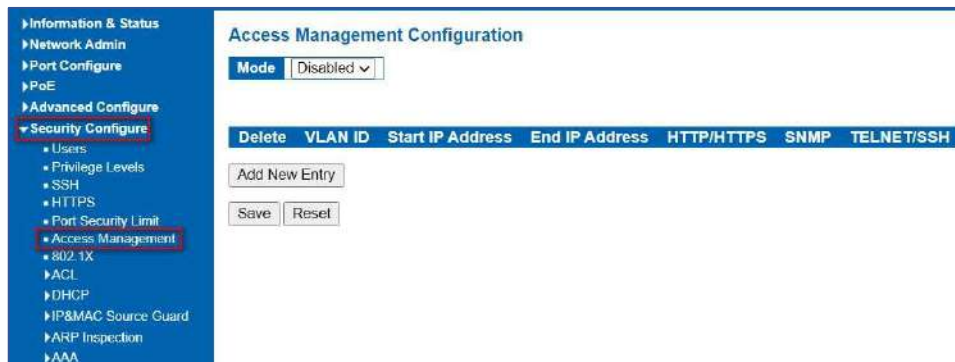 Information & Status
Network Admin
Port Configure
PoE
Advanced Configure
Security Configure
Users
Privilege Levels
SSH
HTTPS
Port Security Limit
Access Management
802.1X
ACL
DHCP
IP&MAC Source Guard
ARP Inspection
AAA
Access Management Configuration
Mode Disabled
Delete VLAN ID Start IP Address End IP Address HTTP/HTTPS SNMP TELNET/SSH
Add New Entry
Save Reset